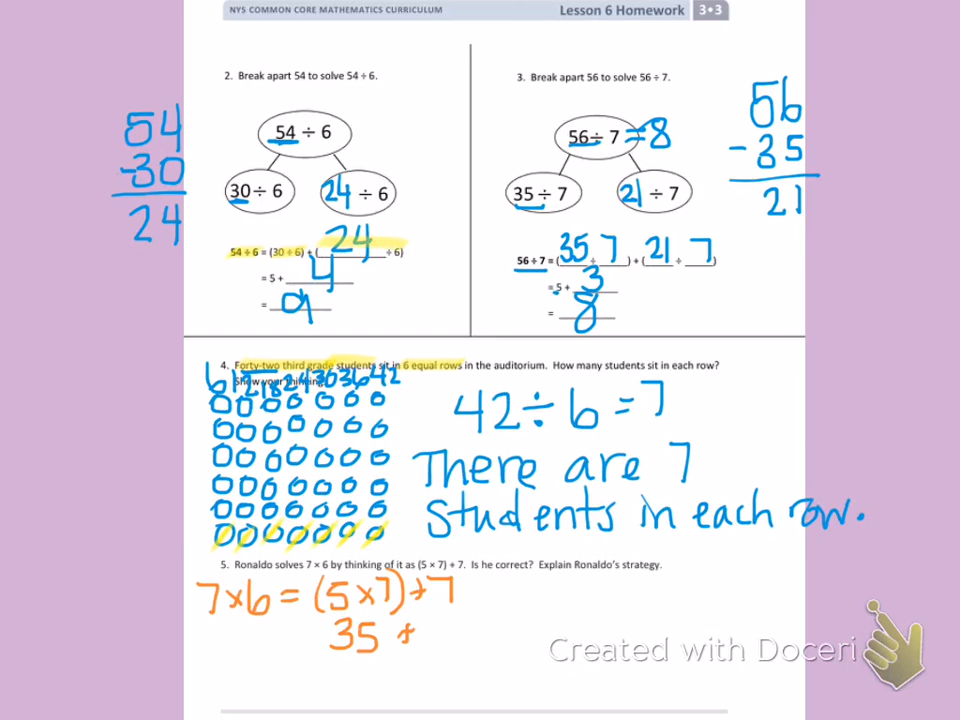 NYS COMMON CORE MATHEMATICS CURRICULUM Lesson 6 Homework 3•3
2. Break apart 54 to solve 54 ÷ 6.
54 ÷ 6
30 ÷ 6 24 ÷ 6
54
-30
24
54 ÷ 6 = (30 ÷ 6) + ( 24 ÷ 6)
= 5 + 4
= 9
3. Break apart 56 to solve 56 ÷ 7.
56 ÷ 7 = 8
35 ÷ 7 21 ÷ 7
56
- 35
21
56 ÷ 7 = ( 35 ÷ 7 ) + ( 21 ÷ 7 )
= 5 + 3
= 8
4. Forty-two third grade students sit in 6 equal rows in the auditorium. How many students sit in each row?
Show your thinking.
6 12 18 24 30 36 42
42 ÷ 6 = 7
There are 7
students in each row.
5. Ronaldo solves 7 × 6 by thinking of it as (5 × 7) + 7. Is he correct? Explain Ronaldo's strategy.
7 × 6 = (5 × 7) + 7
35 +
Created with Doceri